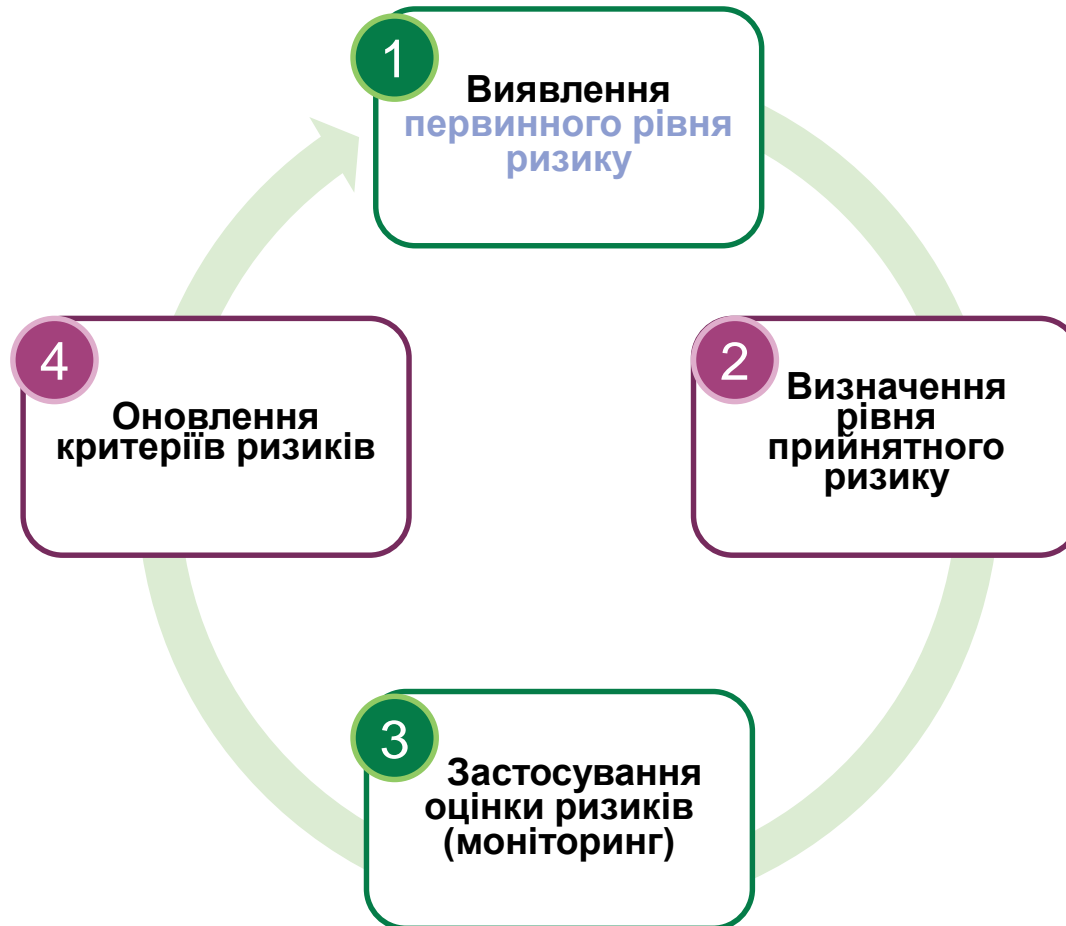 1
Виявлення
первинного рівня
ризику
2
Визначення
рівня
прийнятного
ризику
3
Застосування
оцінки ризиків
(моніторинг)
4
Оновлення
критеріїв ризиків